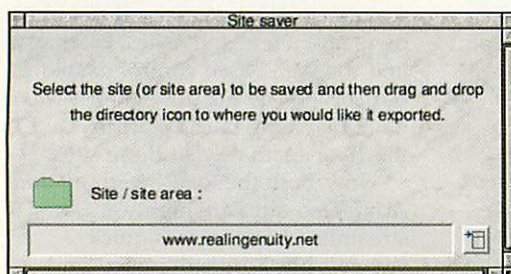 Site saver
Select the site (or site area) to be saved and then drag and drop
the directory icon to where you would like it exported.
Site / site area :
www.realingenuity.net